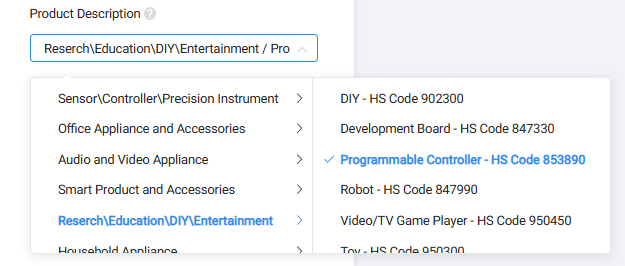 Product Description ?
Reserch\Education\DIY\Entertainment / Pro
Sensor\Controller\Precision Instrument
Office Appliance and Accessories
Audio and Video Appliance
Smart Product and Accessories
Reserch\Education\DIY\Entertainment
Household Appliance
DIY - HS Code 902300
Development Board - HS Code 847330
Programmable Controller - HS Code 853890
Robot - HS Code 847990
Video/TV Game Player - HS Code 950450
Toy - HS Code 950300